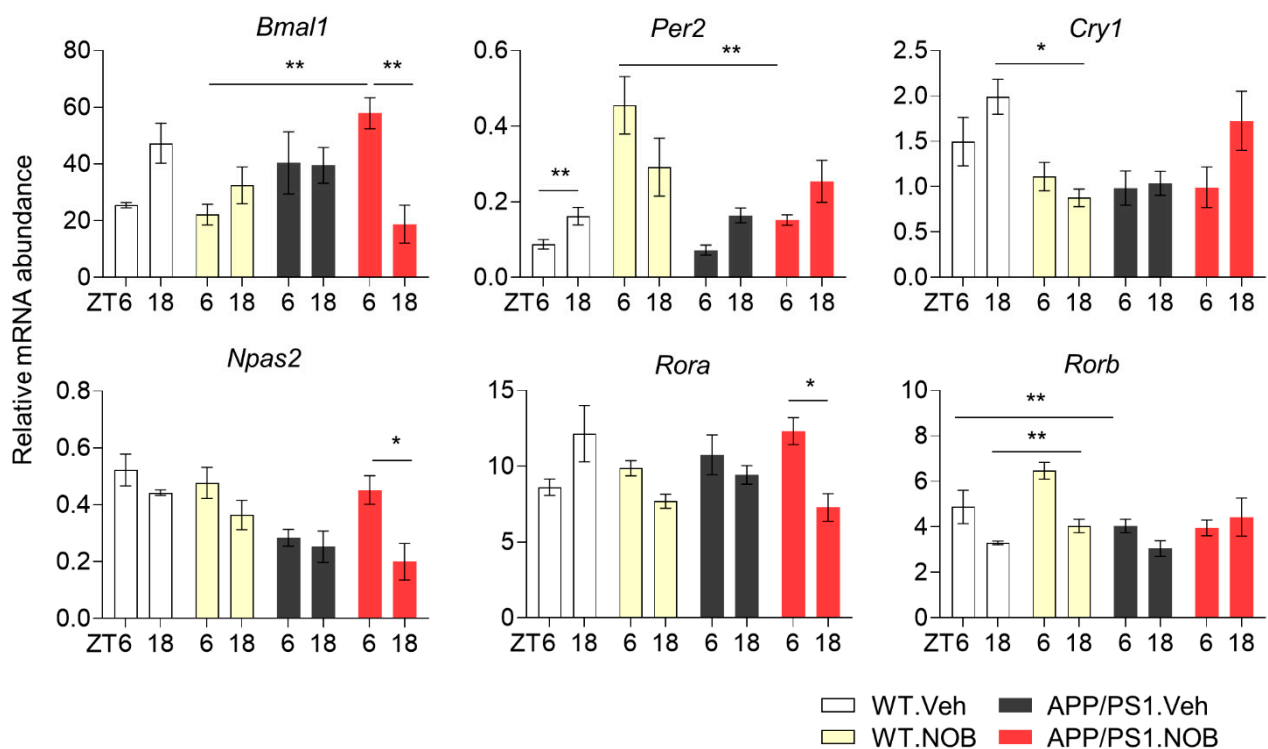 Bmal1
Per2
Cry1
Relative mRNA abundance
80
60
40
20
0
**
**
ZT6 18 6 18 6 18 6 18
0.6
0.4
0.2
0.0
**
**
ZT6 18 6 18 6 18 6 18
2.5
2.0
1.5
1.0
0.5
0.0
*
ZT6 18 6 18 6 18 6 18
Npas2
Rora
Rorb
0.8
0.6
0.4
0.2
0.0
*
ZT6 18 6 18 6 18 6 18
15
10
5
0
*
ZT6 18 6 18 6 18 6 18
10
8
6
4
2
0
**
**
ZT6 18 6 18 6 18 6 18
WT.Veh
APP/PS1.Veh
WT.NOB
APP/PS1.NOB